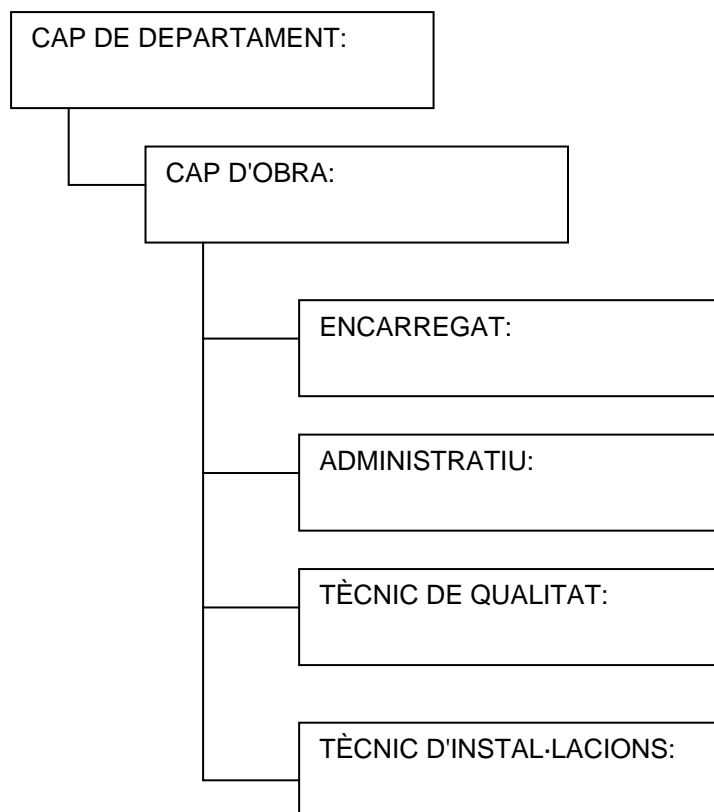 CAP DE DEPARTAMENT:
CAP D'OBRA:
ENCARREGAT:
ADMINISTRATIU:
TÈCNIC DE QUALITAT:
TÈCNIC D'INSTAL·LACIONS: